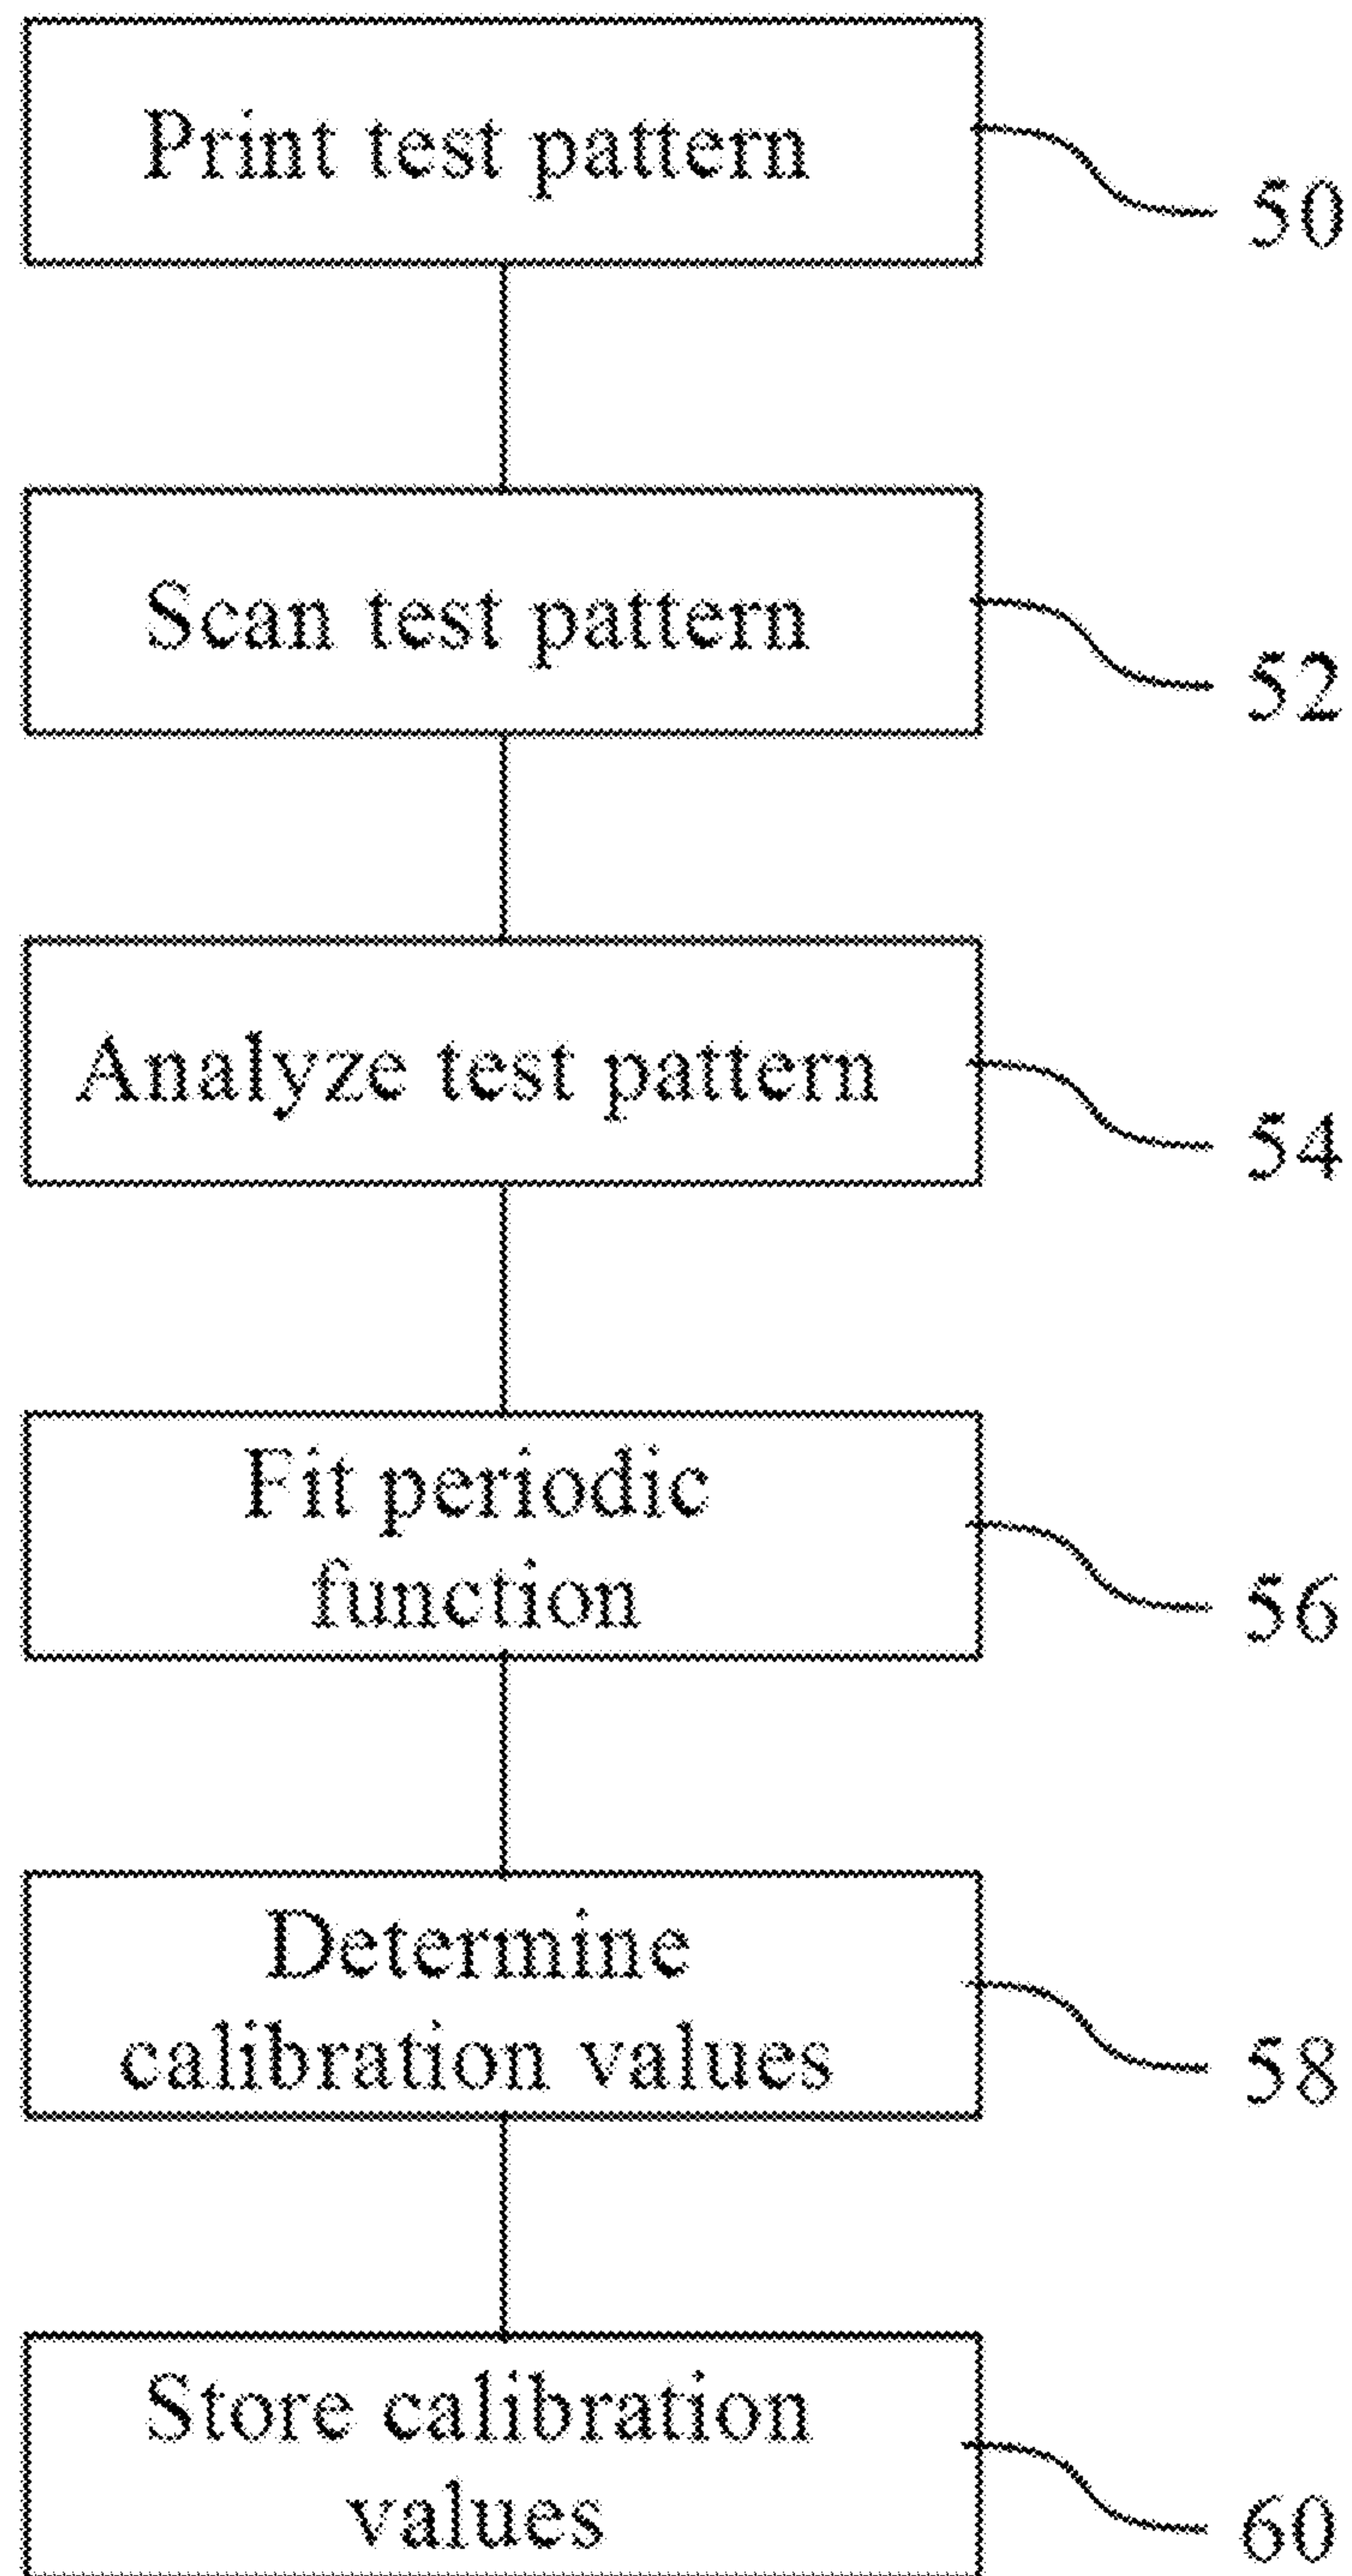 Print test pattern
50
Scan test pattern
52
Analyze test pattern
54
Fit periodic
function
56
Determine
calibration values
58
Store calibration
values
60